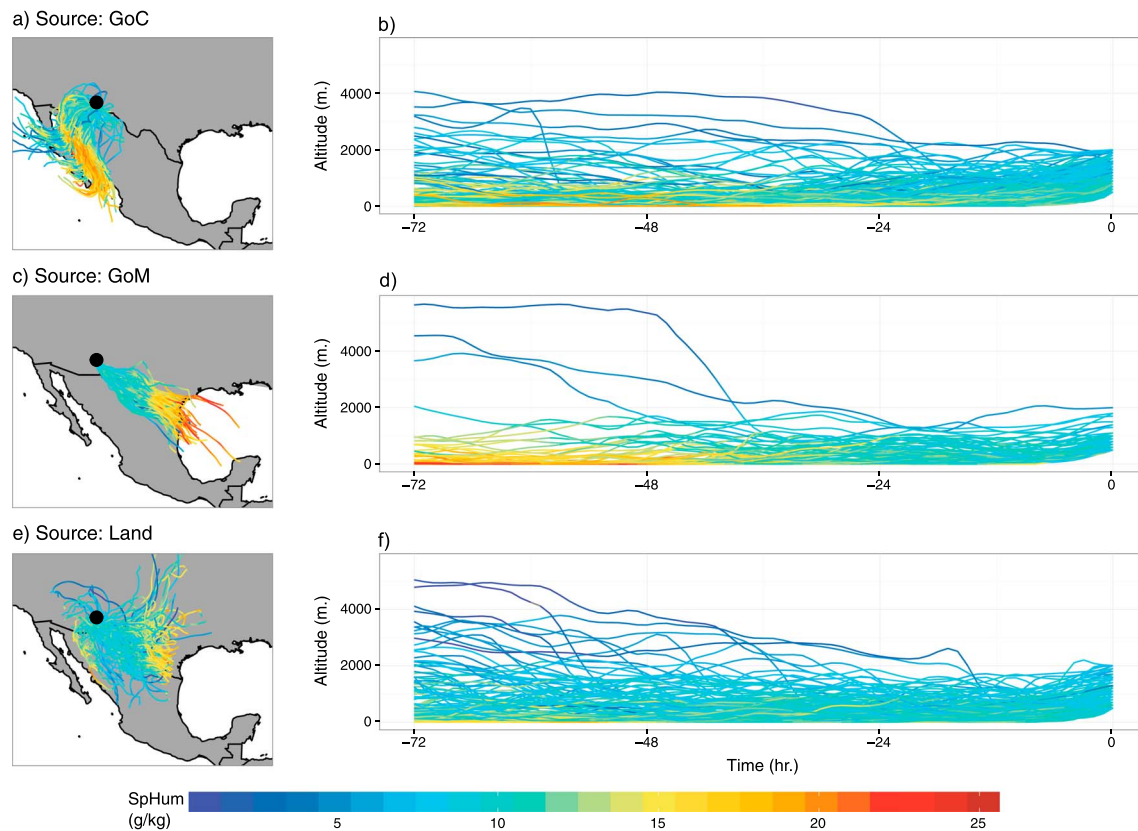 a) Source: GoC
b)
Altitude (m.)
4000
2000
0
−72
−48
−24
0
c) Source: GoM
d)
Altitude (m.)
4000
2000
0
−72
−48
−24
0
e) Source: Land
f)
Altitude (m.)
4000
2000
0
−72
−48
−24
0
Time (hr.)
SpHum
(g/kg)
5
10
15
20
25